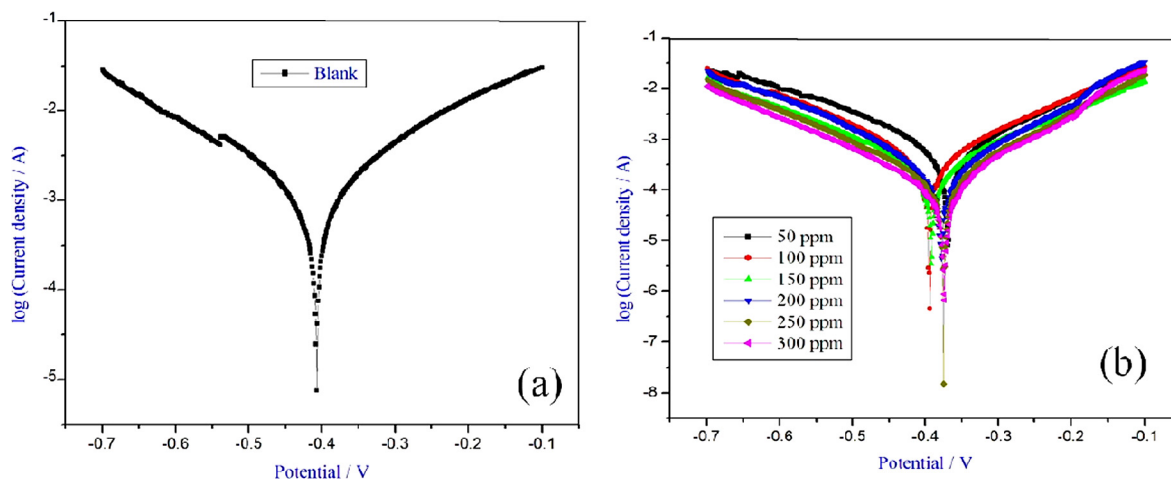 -1
-2
-3
-4
-5
log (Current density / A)
Blank
(a)
-0.7
-0.6
-0.5
-0.4
-0.3
-0.2
-0.1
Potential / V
-1
-2
-3
-4
-5
-6
-7
-8
log (Current density / A)
50 ppm
100 ppm
150 ppm
200 ppm
250 ppm
300 ppm
(b)
-0.7
-0.6
-0.5
-0.4
-0.3
-0.2
-0.1
Potential / V